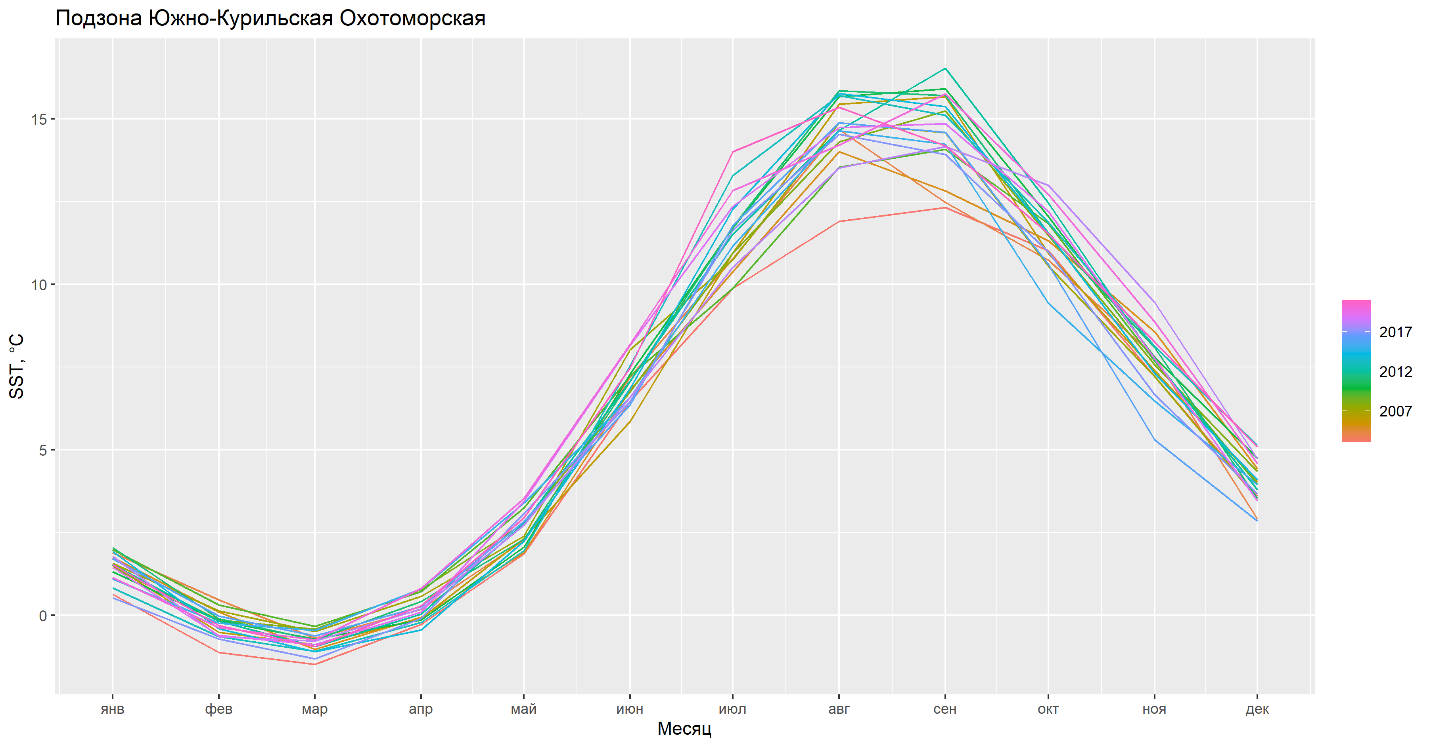 Подзона Южно-Курильская Охотоморская
SST, °C
15
10
5
0
янв фев мар апр май июн июл авг сен окт ноя дек
Месяц
2017
2012
2007